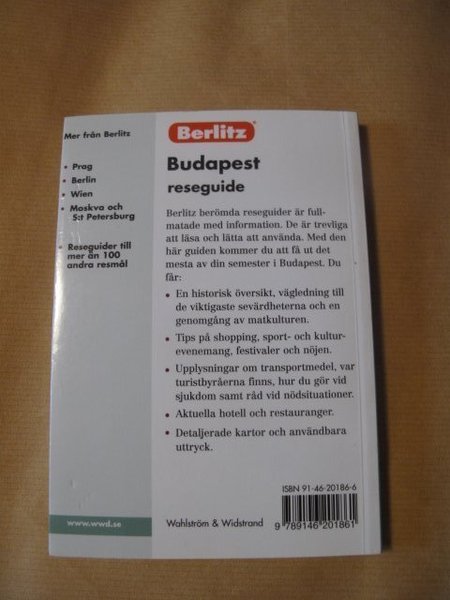 Mer från Berlitz
• Prag
• Berlin
• Wien
• Moskva och
S:t Petersburg
• Reseguider till
mer än 100
andra resmål
www.wwd.se
Berlitz®
Budapest
reseguide
Berlitz berömda reseguider är full-
matade med information. De är trevliga
att läsa och lätta att använda. Med den
här guiden kommer du att få ut det
mesta av din semester i Budapest. Du
får:
• En historisk översikt, vägledning till
de viktigaste sevärdheterna och en
genomgång av matkulturen.
• Tips på shopping, sport- och kultur-
evenemang, festivaler och nöjen.
• Upplysningar om transportmedel, var
turistbyråerna finns, hur du gör vid
sjukdom samt råd vid nödsituationer.
• Aktuella hotell och restauranger.
• Detaljerade kartor och användbara
uttryck.
ISBN 91-46-20186-6
Wahlström & Widstrand
9 789146 201861